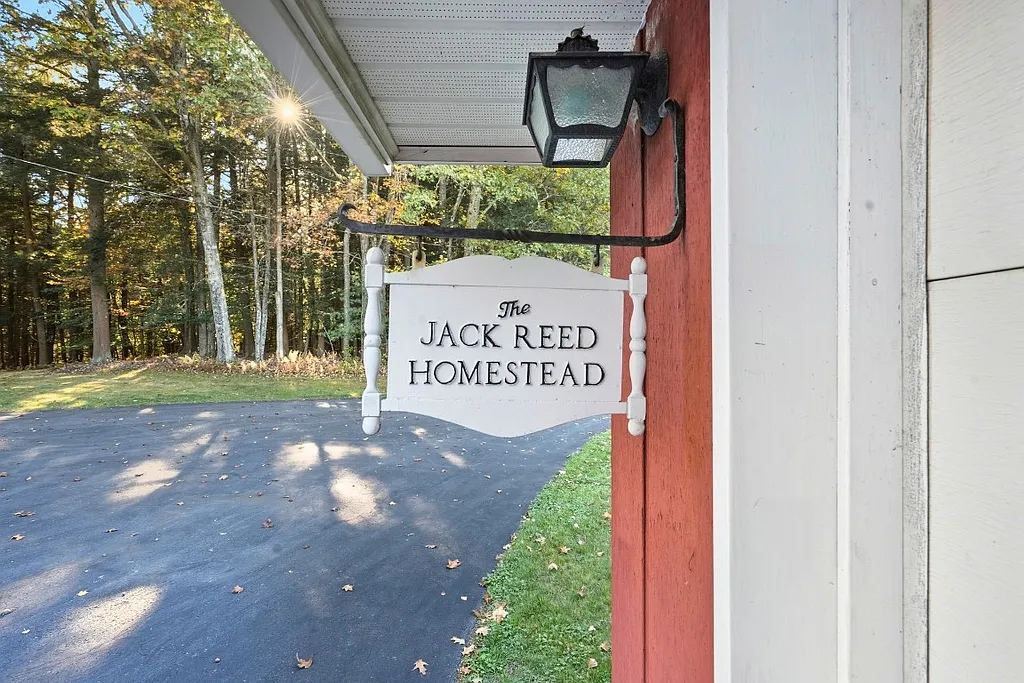 The
JACK REED
HOMESTEAD